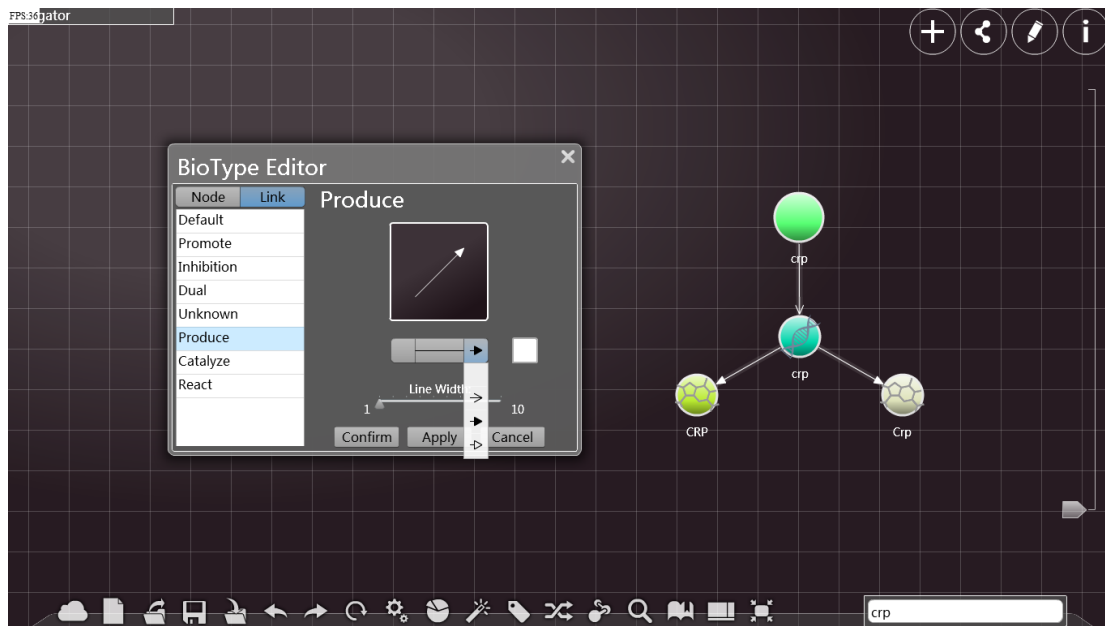 FPS:36 gator
BioType Editor
Node Link
Produce
Default
Promote
Inhibition
Dual
Unknown
Produce
Catalyze
React
Line Width
1 10
Confirm Apply Cancel
crp
crp
CRP Crp
crp